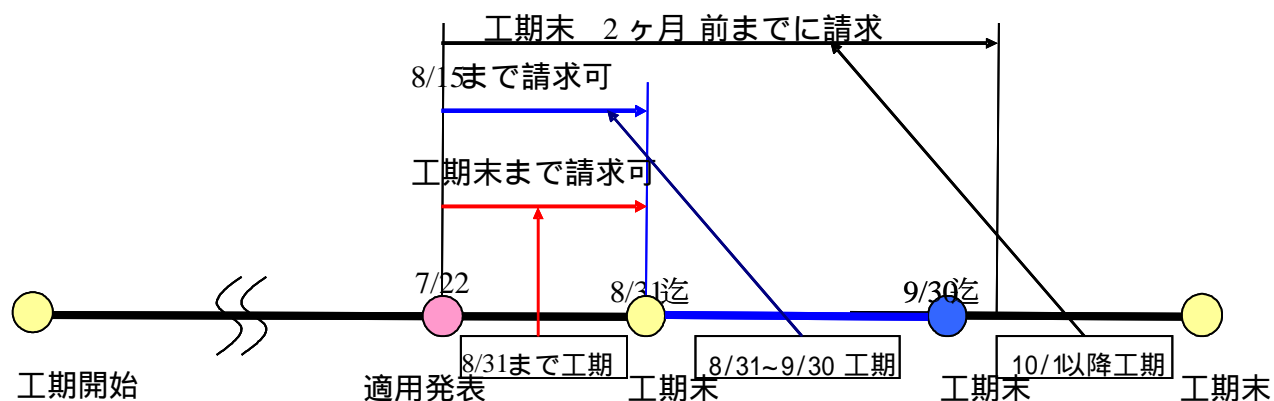 工期末 2ヶ月 前までに請求
8/15まで請求可
工期末まで請求可
7/22
8/31迄
9/30迄
8/31まで工期
8/31~9/30 工期
10/1以降工期
工期開始
適用発表
工期末
工期末
工期末